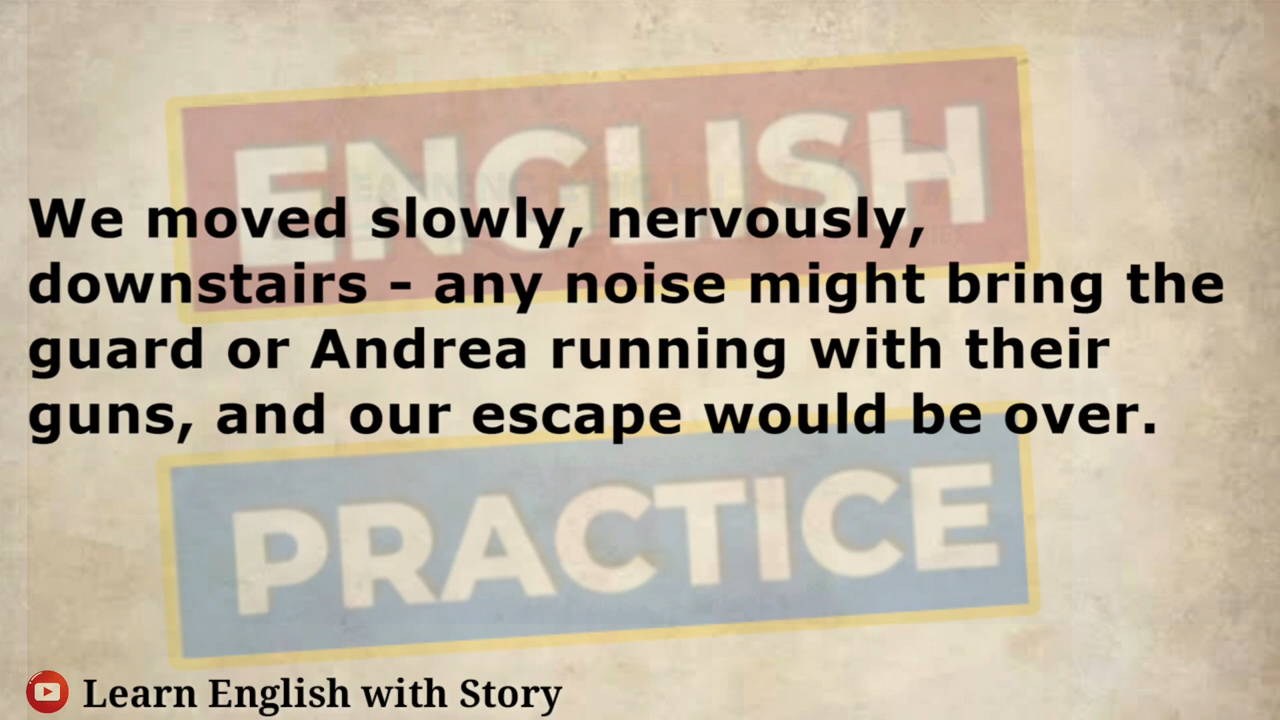 ENGLISH
We moved slowly, nervously,
downstairs - any noise might bring the
guard or Andrea running with their
guns, and our escape would be over.
PRACTICE
Learn English with Story